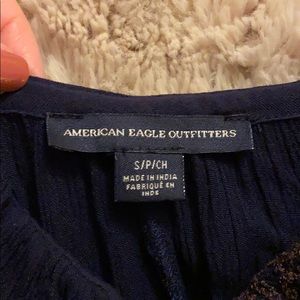 AMERICAN EAGLE OUTFITTERS
S/P/CH
MADE IN INDIA
FABRIQUÉ EN
INDE